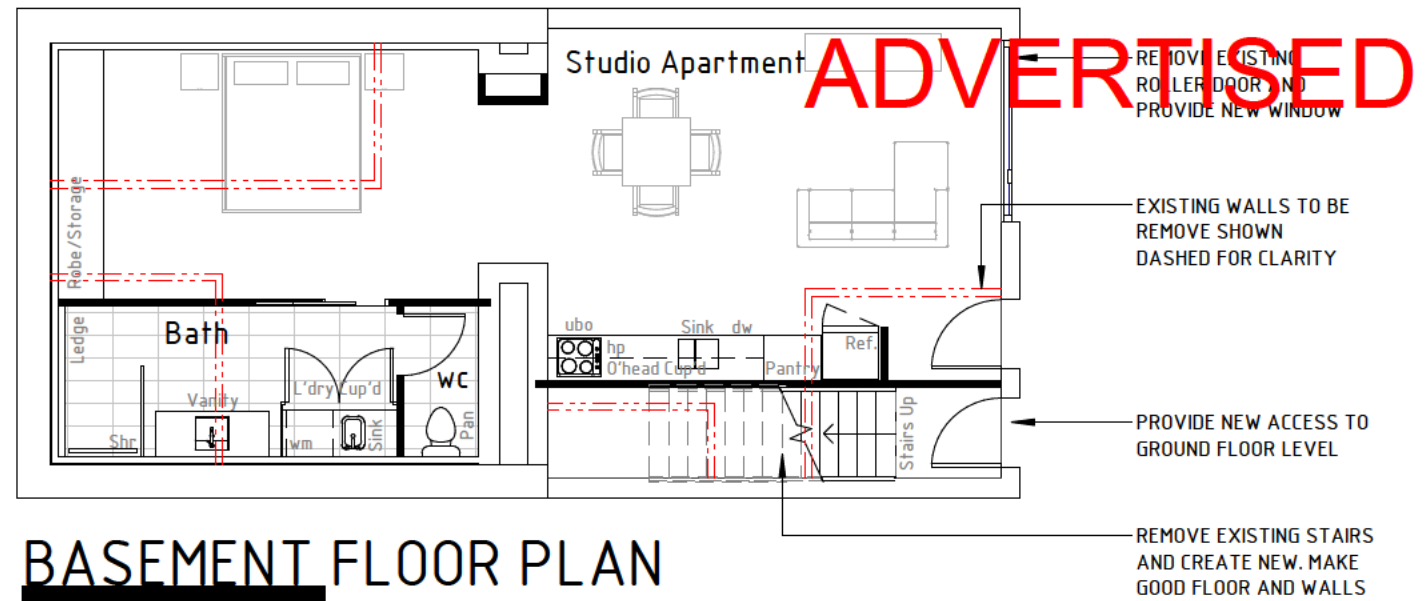 Studio Apartment
ADVERTISED
REMOVE EXISTING
ROLLER DOOR AND
PROVIDE NEW WINDOW
EXISTING WALLS TO BE
REMOVE SHOWN
DASHED FOR CLARITY
Robe/Storage
Ledge
Bath
L'dry Cup'd
WC
Vanity
Shr
wm
Sink
Pan
ubo
hp
O'head Cup'd
Sink
dw
Pantry
Ref.
Stairs Up
PROVIDE NEW ACCESS TO
GROUND FLOOR LEVEL
REMOVE EXISTING STAIRS
AND CREATE NEW. MAKE
GOOD FLOOR AND WALLS
BASEMENT FLOOR PLAN